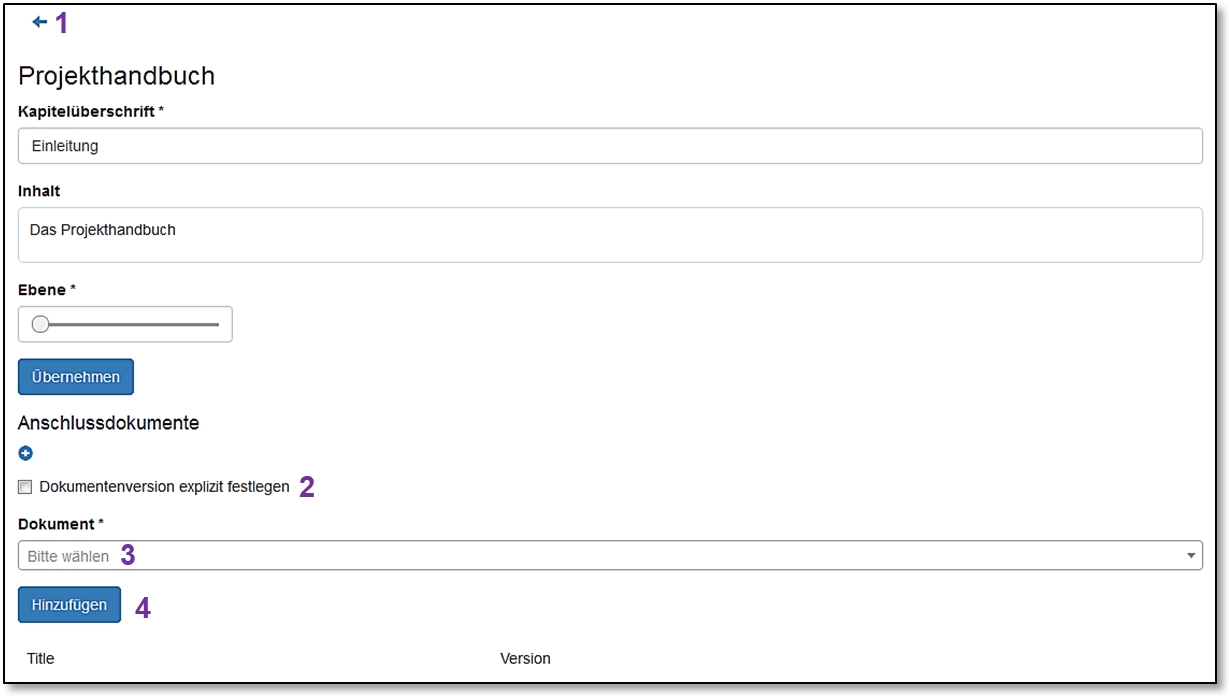 1
Projekthandbuch
Kapitelüberschrift *
Einleitung
Inhalt
Das Projekthandbuch
Ebene *
Übernehmen
Anschlussdokumente
Dokumentenversion explizit festlegen 2
Dokument *
Bitte wählen 3
Hinzufügen 4
Title Version